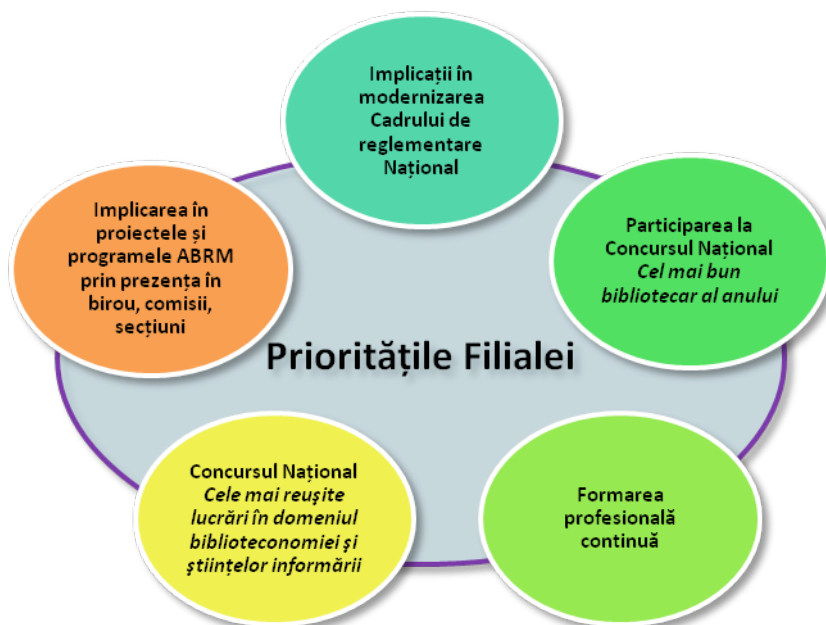 Implicații în
modernizarea
Cadrului de
reglementare
Național
Implicarea în
proiectele și
programele ABRM
prin prezența în
birou, comisii,
secțiuni
Participarea la
Concursul Național
Cel mai bun
bibliotecar al anului
Prioritățile Filialei
Concursul Național
Cele mai reușite
lucrări în domeniul
biblioteconomiei şi
ştiințelor informării
Formarea
profesională
continuă